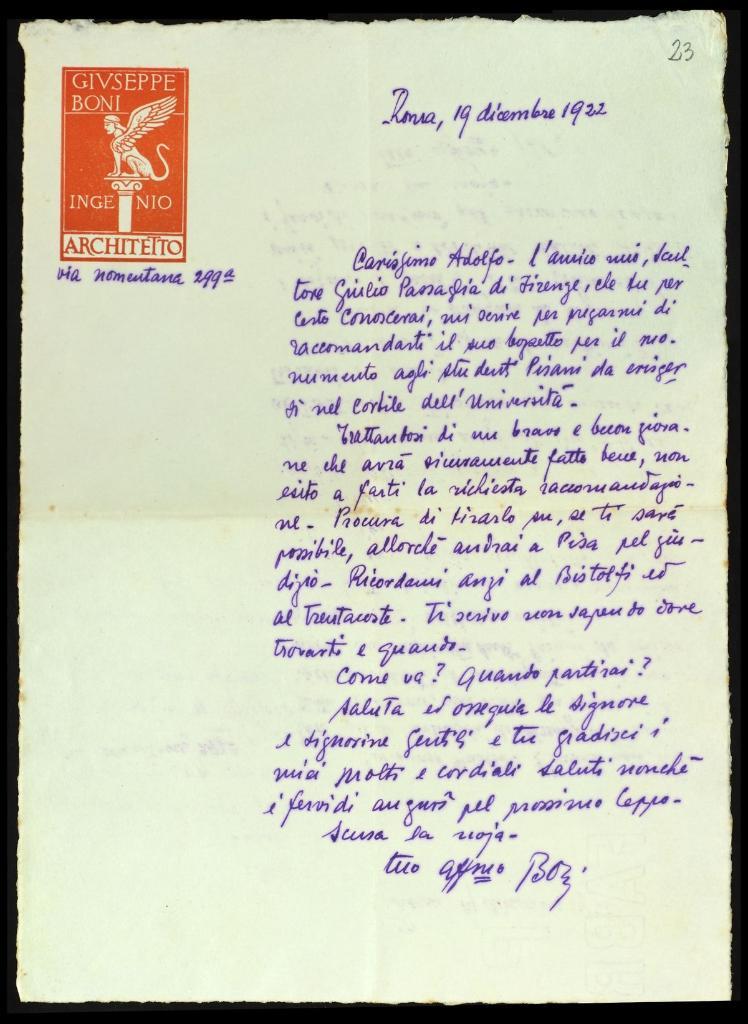 23
GIVSEPPE
BONI
INGE NIO
ARCHITETTO
via nomentana 299ª
Roma, 19 dicembre 1922
Carissimo Adolfo - l'amico mio, scul-
tore Giulio Passaglia di Firenze, che tu per
certo conoscerai, mi scrive per pregarmi di
raccomandarti il suo bozzetto per il mo-
numento agli studenti Pisani da eriger
si nel cortile dell'Università -
Trattandosi di un bravo e buon giova-
ne che avrà sicuramente fatto bene, non
esito a farti la richiesta raccomandazio-
ne - Procura di tirarlo su, se ti sarà
possibile, allorchè andrai a Pisa pel giu-
dizio - Ricordami anzi al Bistolfi ed
al Trentacoste - Ti scrivo non sapendo dove
trovarti e quando -
Come va? Quando partirai?
Saluta ed ossequia le signore
e signorine Gentili e tu gradisci i
miei molti e cordiali saluti nonchè
i fervidi augurî pel prossimo Ceppo -
Scusa la noja -
tuo affmo Boni